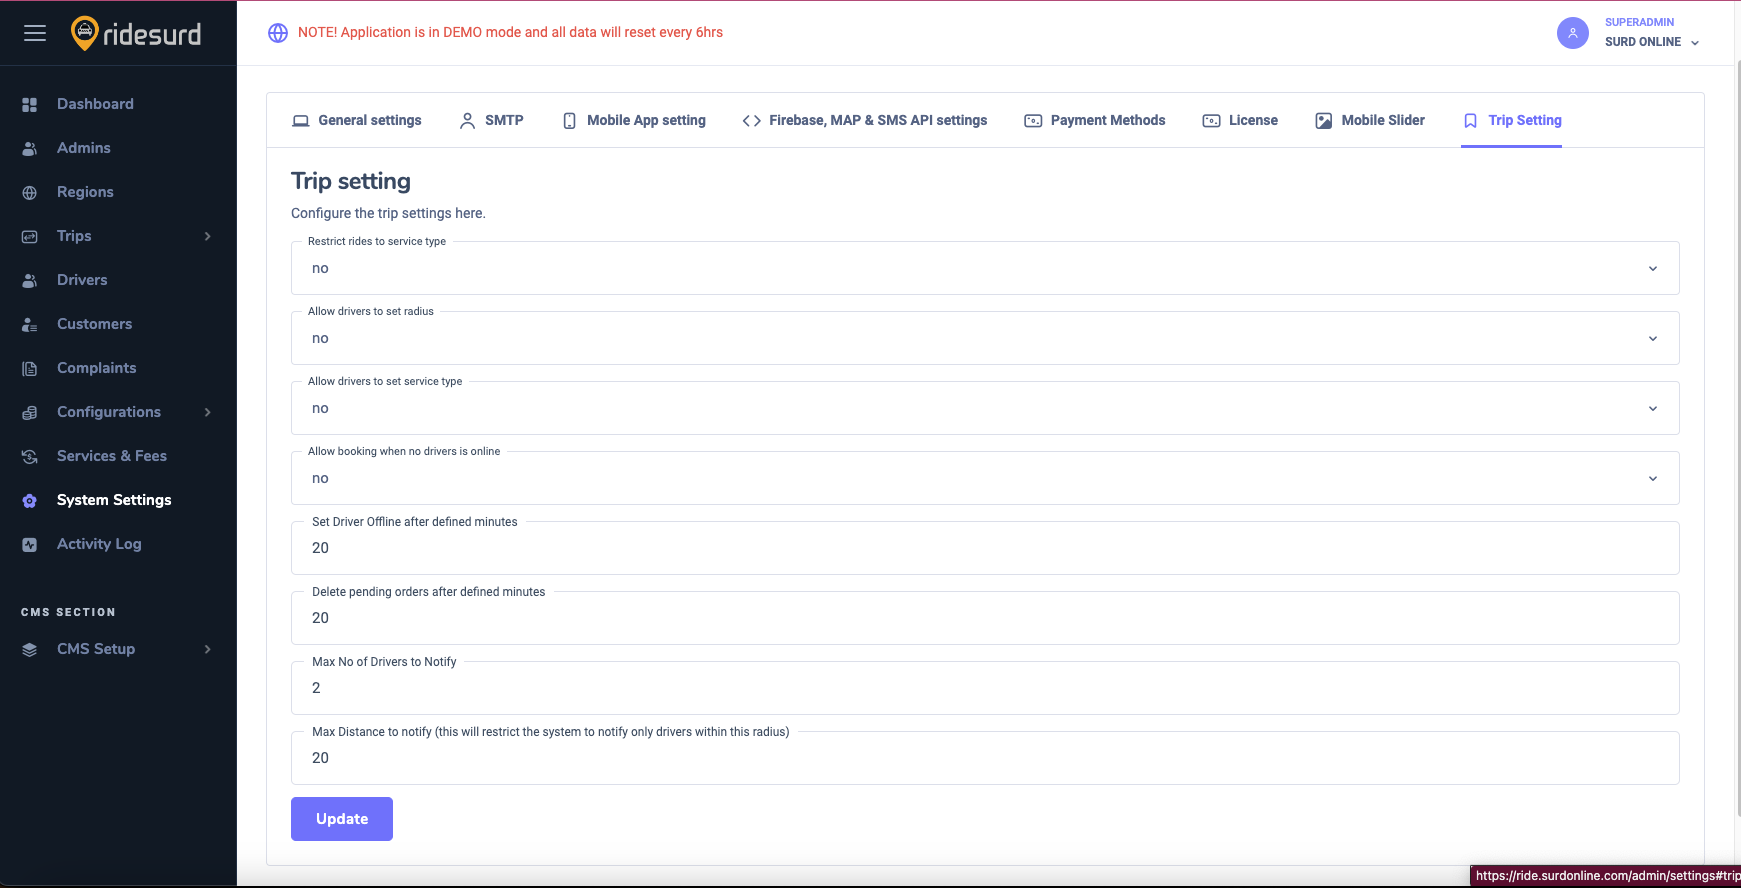 ridesurd
NOTE! Application is in DEMO mode and all data will reset every 6hrs
SUPERADMIN
SURD ONLINE
Dashboard
Admins
Regions
Trips
Drivers
Customers
Complaints
Configurations
Services & Fees
System Settings
Activity Log
CMS SECTION
CMS Setup
General settings
SMTP
Mobile App setting
Firebase, MAP & SMS API settings
Payment Methods
License
Mobile Slider
Trip Setting
Trip setting
Configure the trip settings here.
Restrict rides to service type
no
Allow drivers to set radius
no
Allow drivers to set service type
no
Allow booking when no drivers is online
no
Set Driver Offline after defined minutes
20
Delete pending orders after defined minutes
20
Max No of Drivers to Notify
2
Max Distance to notify (this will restrict the system to notify only drivers within this radius)
20
Update
https://ride.surdonline.com/admin/settings#trip